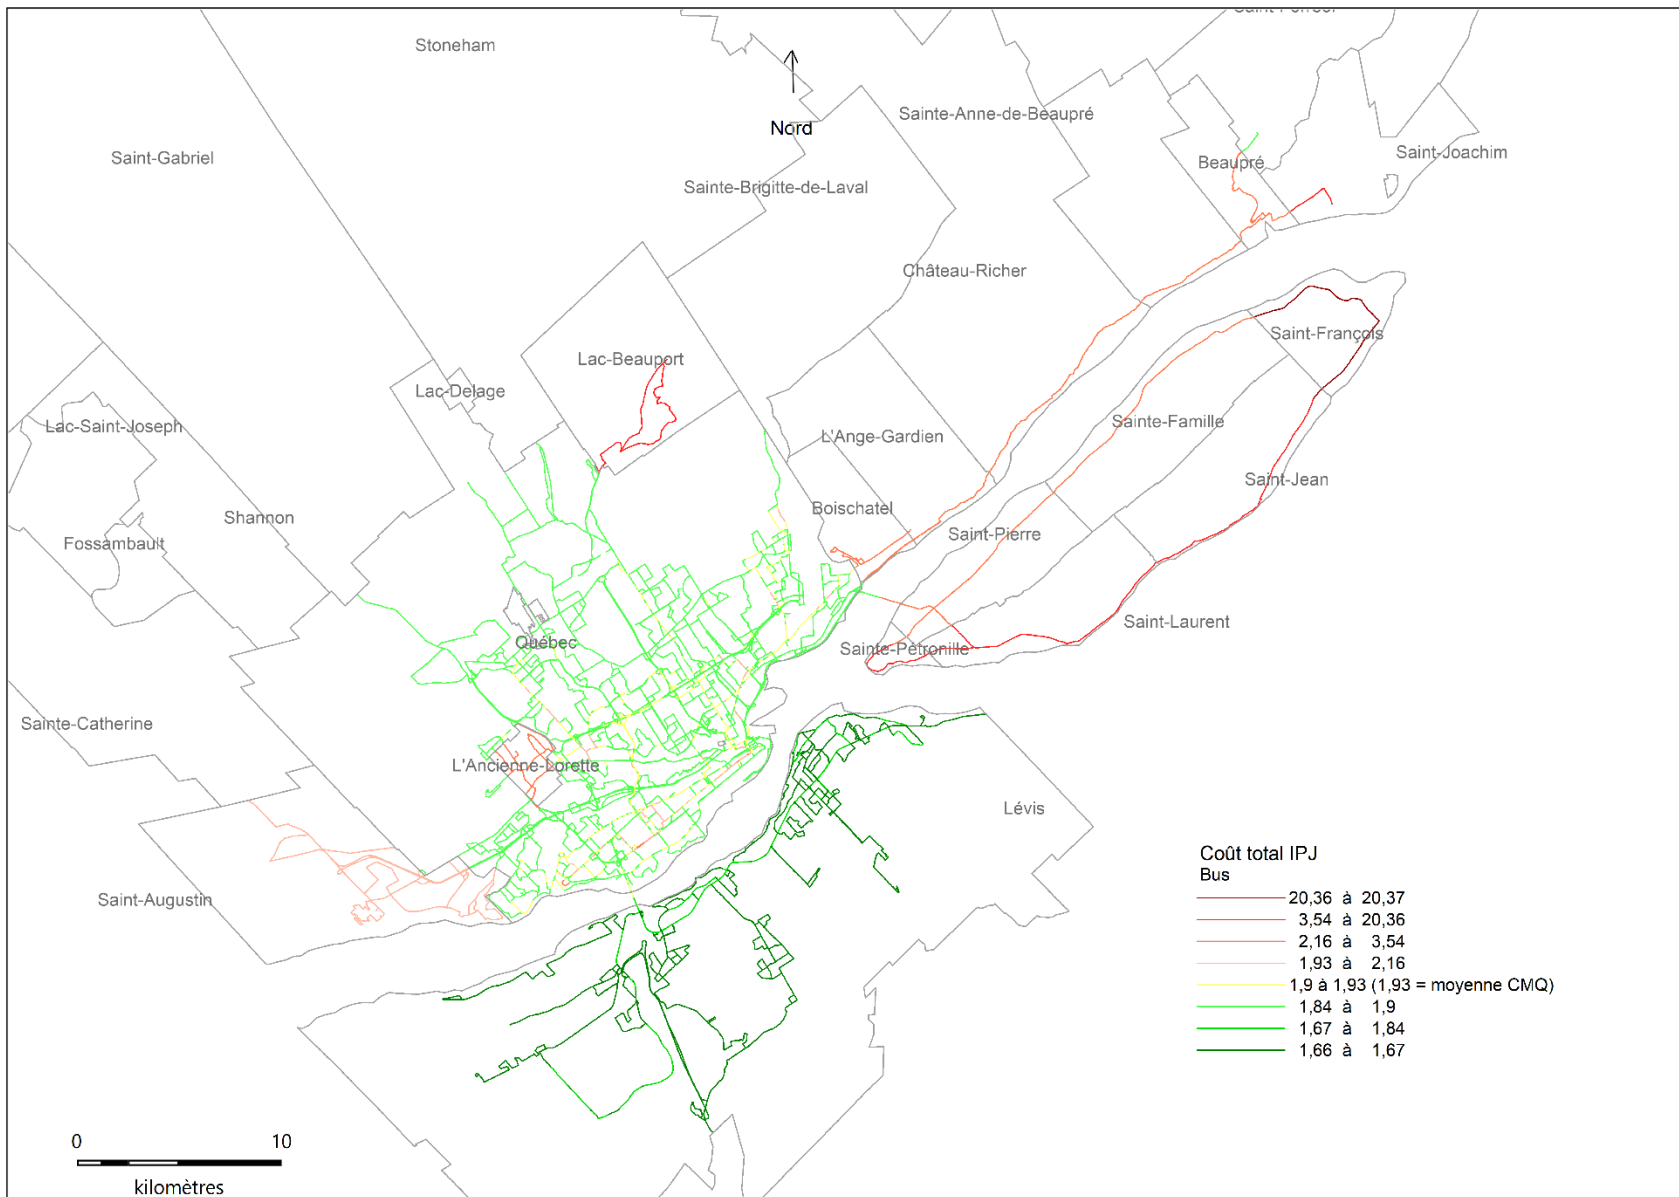 Saint-Ferréol
Stoneham
Sainte-Anne-de-Beaupré
Nord
Saint-Gabriel
Saint-Joachim
Beaupré
Sainte-Brigitte-de-Laval
Château-Richer
Saint-François
Lac-Beauport
Lac-Delage
Lac-Saint-Joseph
Sainte-Famille
L'Ange-Gardien
Saint-Jean
Boischatel
Shannon
Saint-Pierre
Fossambault
Saint-Laurent
Québec
Sainte-Pétronille
Sainte-Catherine
L'Ancienne-Lorette
Lévis
Saint-Augustin
Coût total IPJ
Bus
20,36 à 20,37
3,54 à 20,36
2,16 à 3,54
1,93 à 2,16
1,9 à 1,93 (1,93 = moyenne CMQ)
1,84 à 1,9
1,67 à 1,84
1,66 à 1,67
0 10
kilomètres